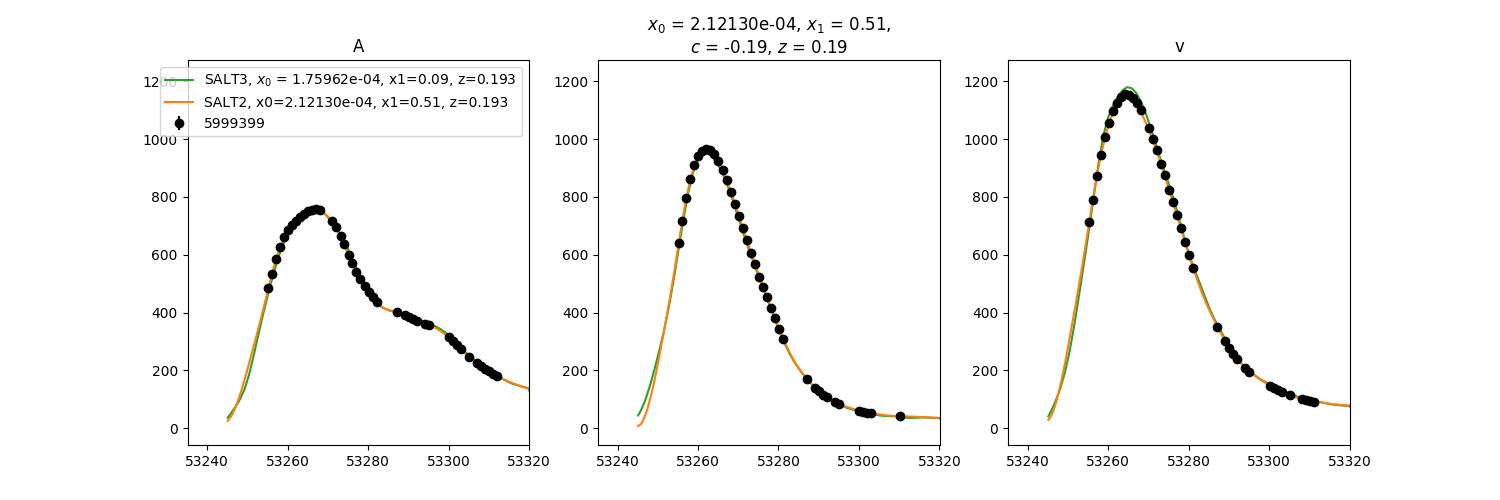 x₀ = 2.12130e-04, x₁ = 0.51,
c = -0.19, z = 0.19
A
v
SALT3, x₀ = 1.75962e-04, x1=0.09, z=0.193
SALT2, x0=2.12130e-04, x1=0.51, z=0.193
5999399
1200
1000
800
600
400
200
0
53240 53260 53280 53300 53320
1200
1000
800
600
400
200
0
53240 53260 53280 53300 53320
1200
1000
800
600
400
200
0
53240 53260 53280 53300 53320